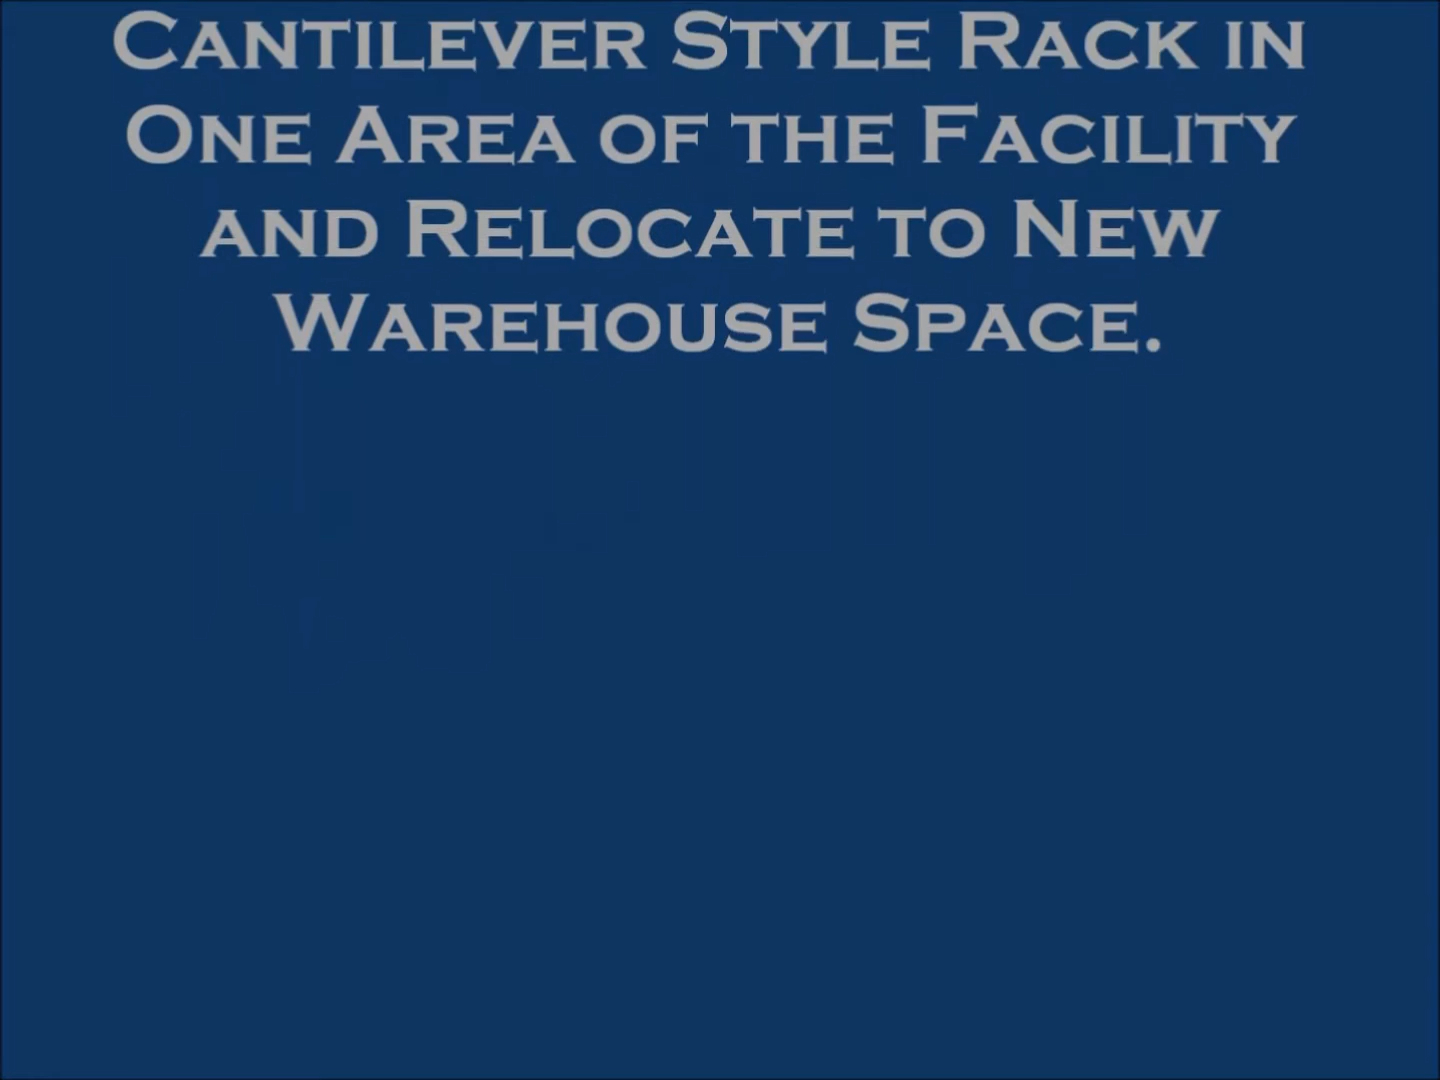 Cantilever Style Rack in
One Area of the Facility
and Relocate to New
Warehouse Space.